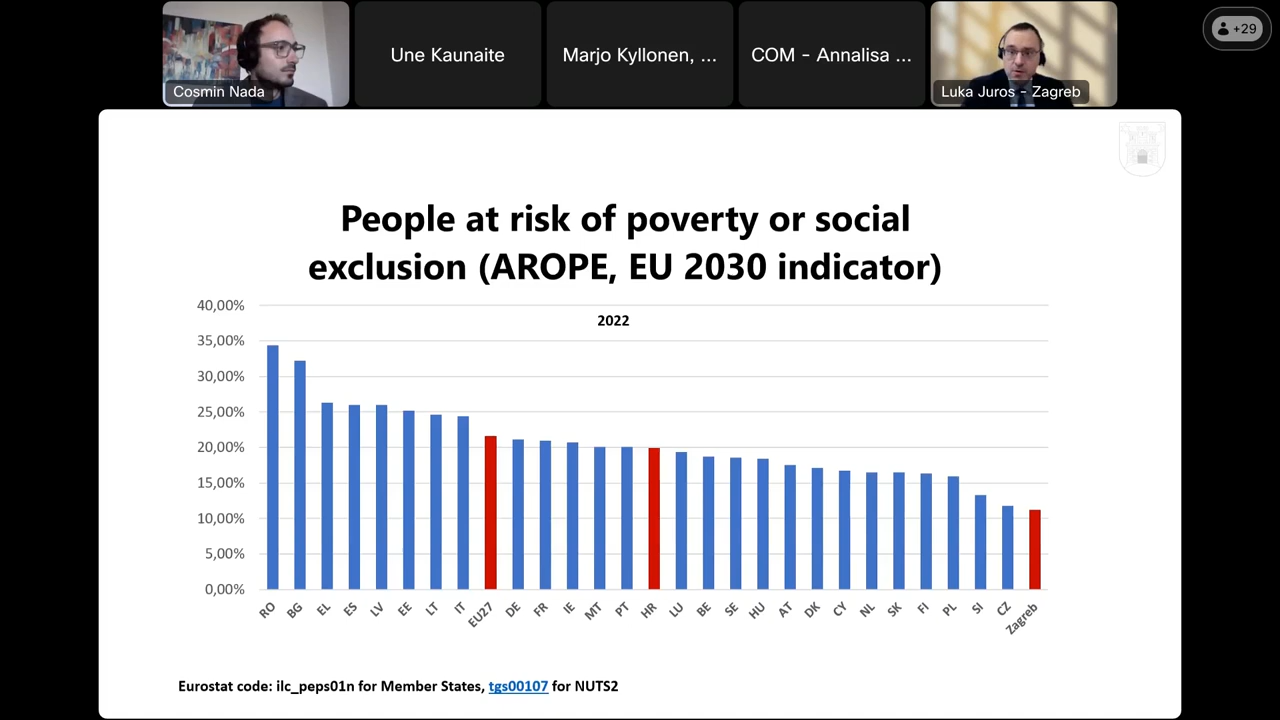 Cosmin Nada
Une Kaunaite
Marjo Kyllonen, ...
COM - Annalisa ...
Luka Juros - Zagreb
+29
People at risk of poverty or social
exclusion (AROPE, EU 2030 indicator)
2022
40,00%
35,00%
30,00%
25,00%
20,00%
15,00%
10,00%
5,00%
0,00%
RO BG EL ES LV EE LT IT EU27 DE FR IE MT PT HR LU BE SE HU AT DK CY NL SK FI PL SI CZ Zagreb
Eurostat code: ilc_peps01n for Member States, tgs00107 for NUTS2